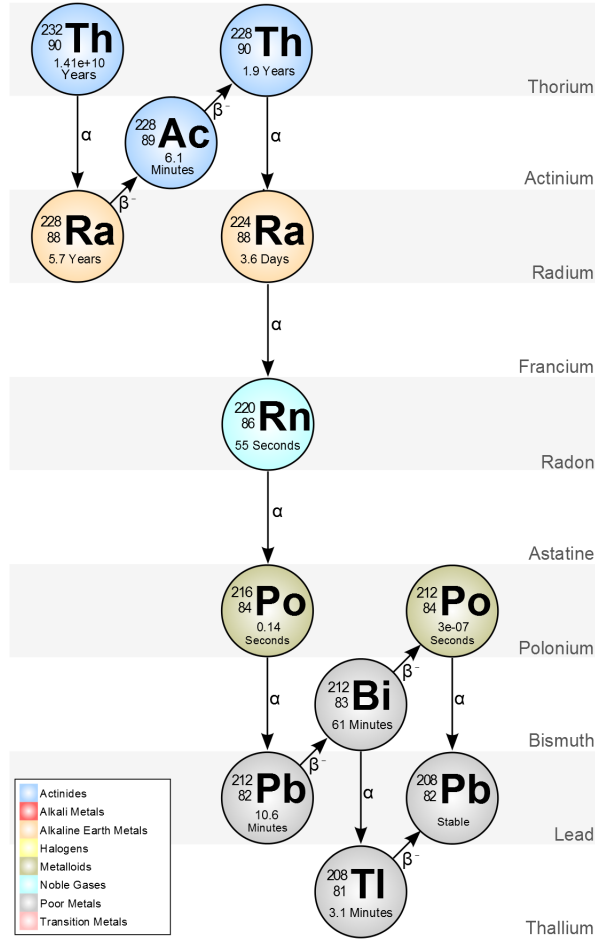 232
90
Th
1.41e+10
Years
228
90
Th
1.9 Years
Thorium
α
β⁻
α
228
89
Ac
6.1
Minutes
Actinium
β⁻
228
88
Ra
5.7 Years
224
88
Ra
3.6 Days
Radium
α
Francium
220
86
Rn
55 Seconds
Radon
α
Astatine
216
84
Po
0.14
Seconds
212
84
Po
3e-07
Seconds
Polonium
α
β⁻
α
212
83
Bi
61 Minutes
Bismuth
β⁻
212
82
Pb
10.6
Minutes
α
208
82
Pb
Stable
Lead
β⁻
208
81
Tl
3.1 Minutes
Thallium
Actinides
Alkali Metals
Alkaline Earth Metals
Halogens
Metalloids
Noble Gases
Poor Metals
Transition Metals